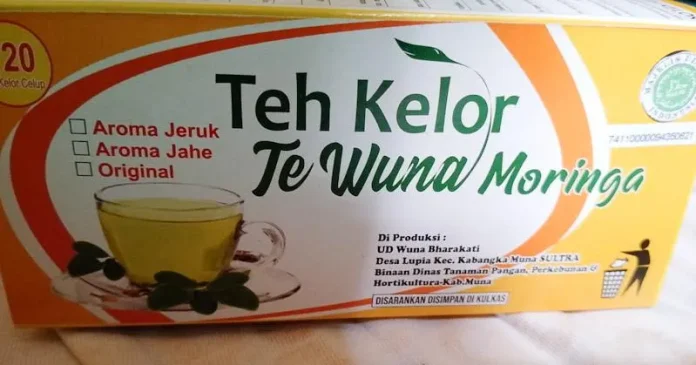 20
Kelor Celup
Aroma Jeruk
Aroma Jahe
Original
Teh Kelor
Te Wuna Moringa
Di Produksi :
UD Wuna Bharakati
Desa Lupia Kec. Kabangka Muna SULTRA
Binaan Dinas Tanaman Pangan, Perkebunan &
Hortikultura-Kab.Muna
DISARANKAN DISIMPAN DI KULKAS